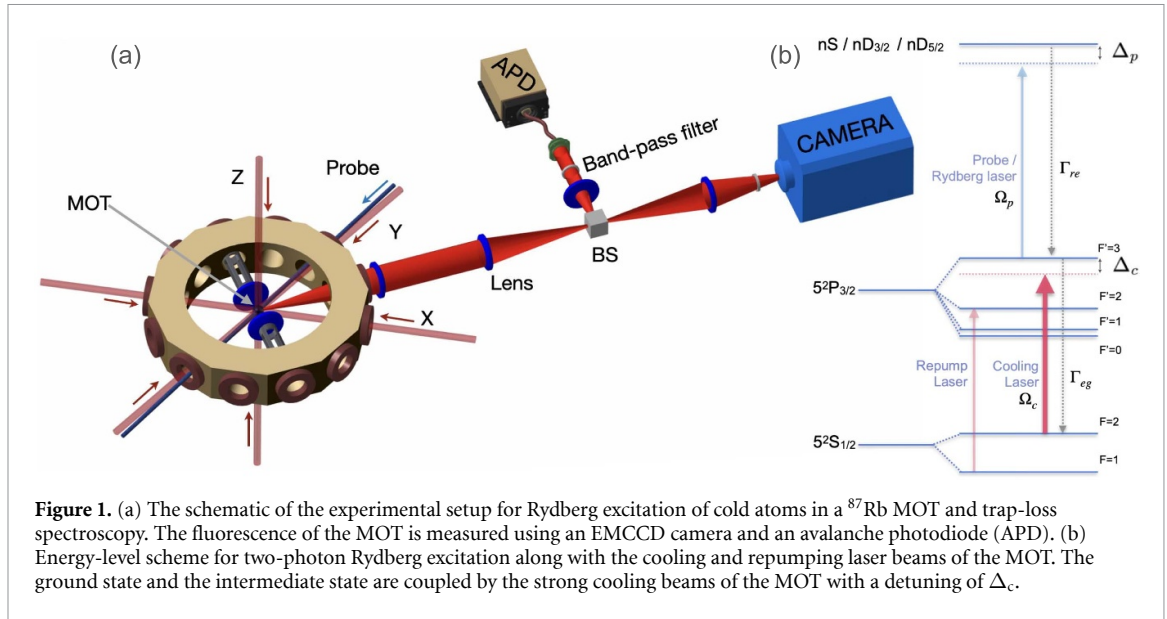 (a)
APD
Band-pass filter
CAMERA
Z
Probe
MOT
Y
BS
Lens
X
(b)
nS / nD3/2 / nD5/2
Δp
Probe /
Rydberg laser
Ωp
Γre
F'=3
Δc
5²P3/2
F'=2
F'=1
F'=0
Repump
Laser
Cooling
Laser
Ωc
Γeg
F=2
5²S1/2
F=1
Figure 1. (a) The schematic of the experimental setup for Rydberg excitation of cold atoms in a ⁸⁷Rb MOT and trap-loss
spectroscopy. The fluorescence of the MOT is measured using an EMCCD camera and an avalanche photodiode (APD). (b)
Energy-level scheme for two-photon Rydberg excitation along with the cooling and repumping laser beams of the MOT. The
ground state and the intermediate state are coupled by the strong cooling beams of the MOT with a detuning of Δc.